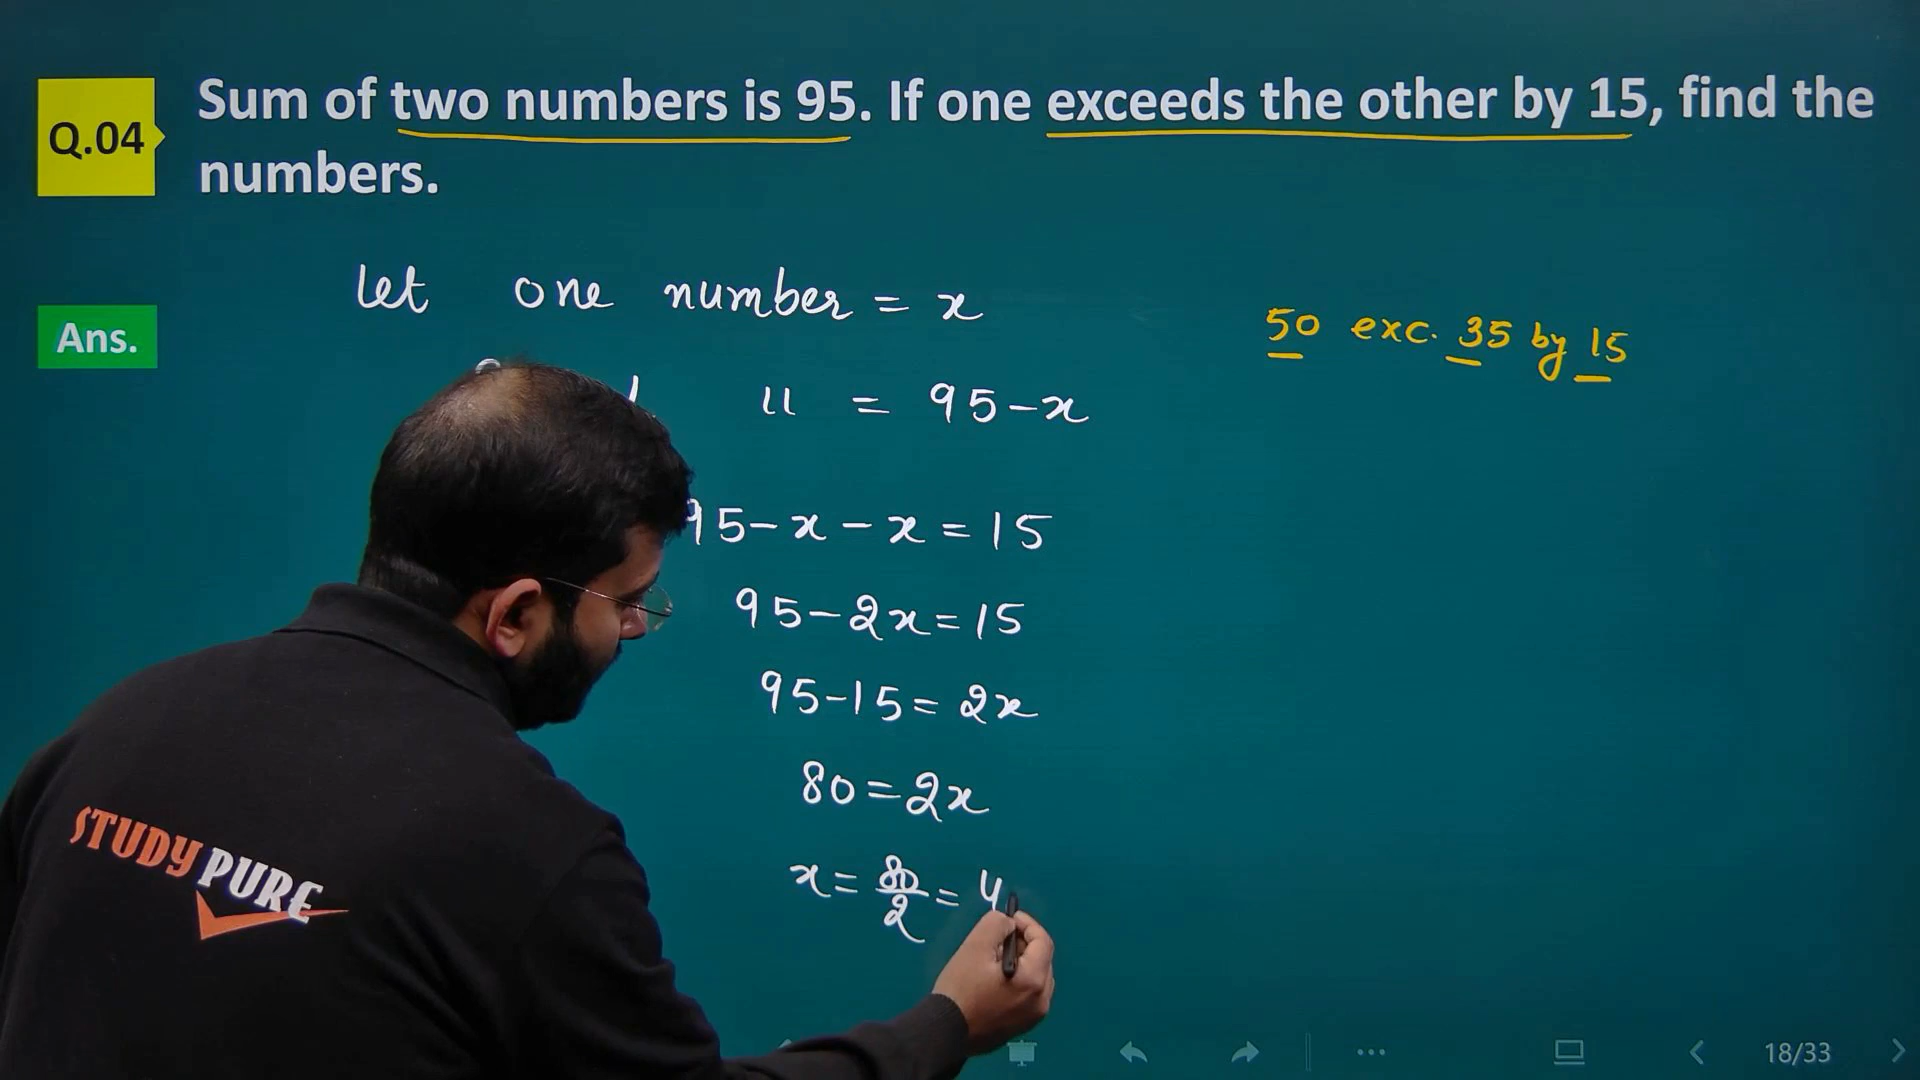 Q.04
Sum of two numbers is 95. If one exceeds the other by 15, find the
numbers.
Ans.
let one number = x
50 exc. 35 by 15
11 = 95-x
95-x-x=15
95-2x=15
95-15=2x
80=2x
x=80/2=4
STUDY PURE
18/33